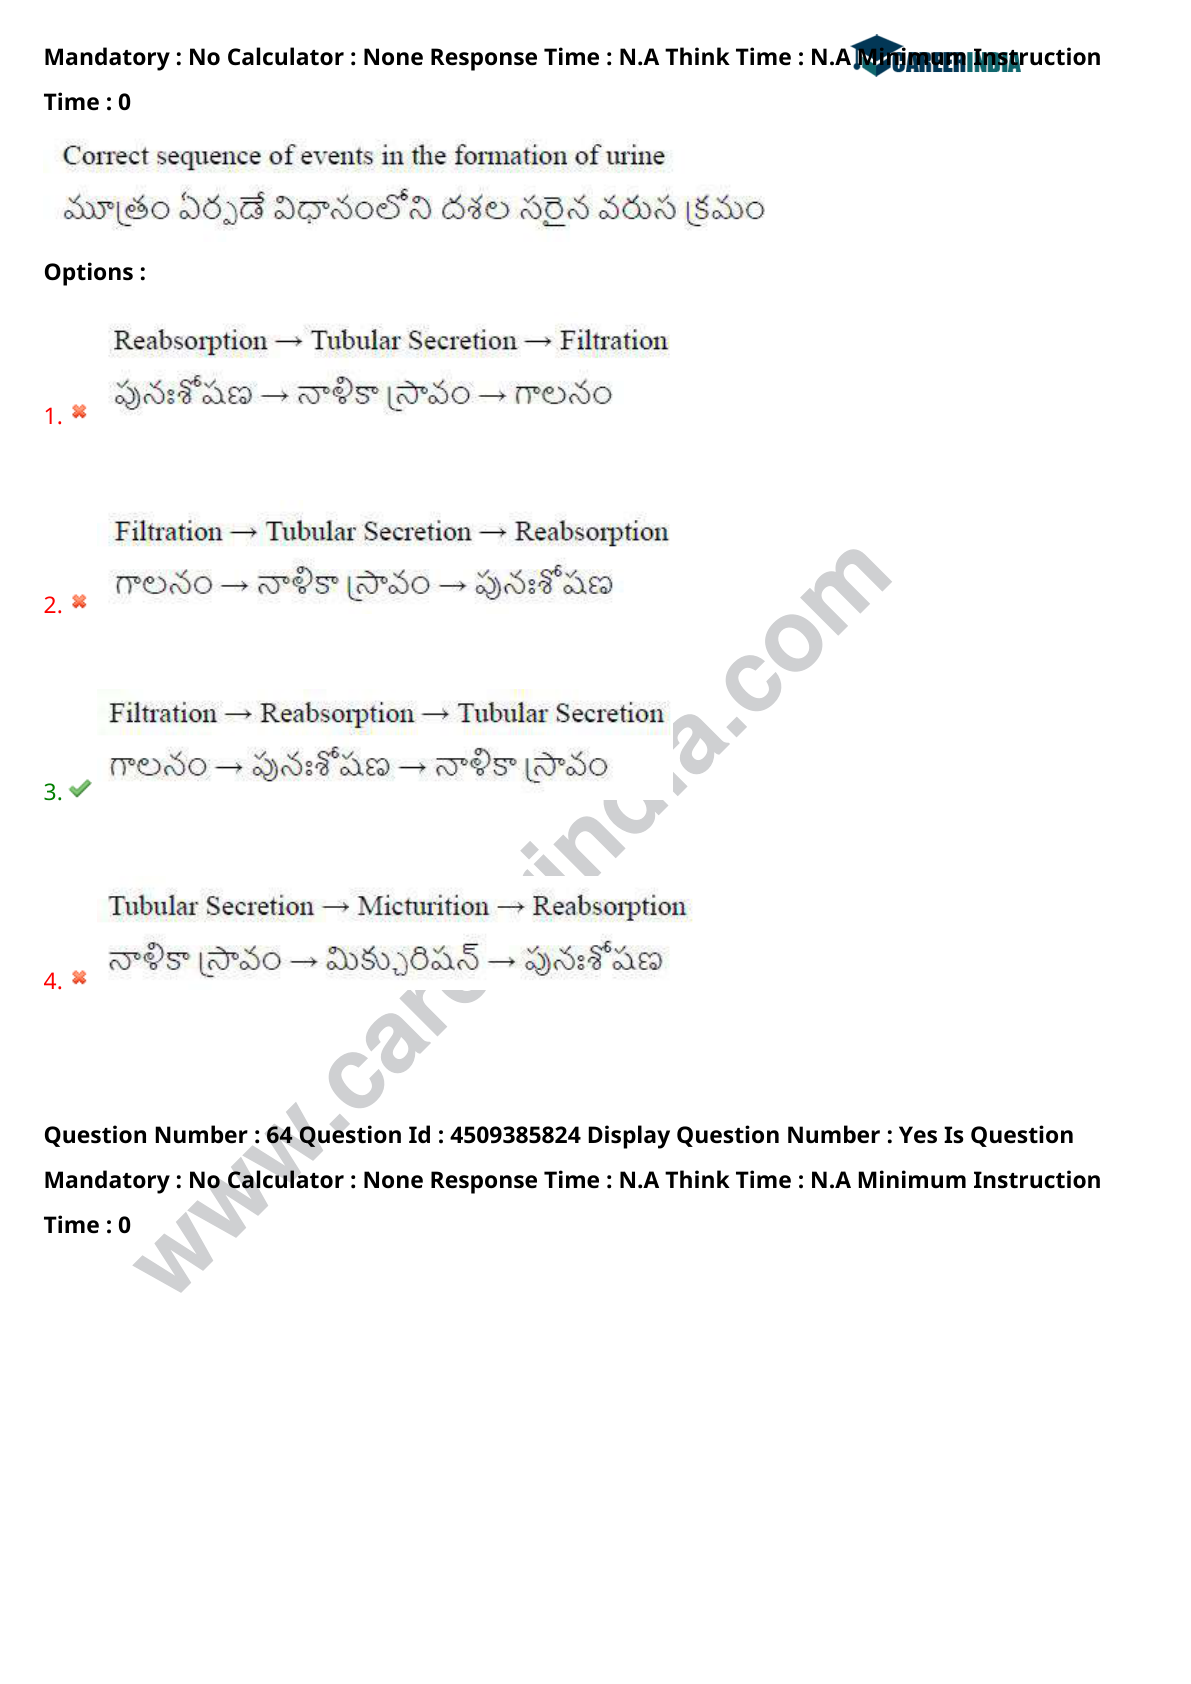 Mandatory : No Calculator : None Response Time : N.A Think Time : N.A Minimum Instruction
CAREERINDIA
Time : 0
Correct sequence of events in the formation of urine
మూత్రం ఏర్పడే విధానంలోని దశల సరైన వరుస క్రమం
Options :
Reabsorption → Tubular Secretion → Filtration
పునఃశోషణ → నాళికా స్రావం → గాలనం
1.
Filtration → Tubular Secretion → Reabsorption
గాలనం → నాళికా స్రావం → పునఃశోషణ
2.
Filtration → Reabsorption → Tubular Secretion
గాలనం → పునఃశోషణ → నాళికా స్రావం
3.
Tubular Secretion → Micturition → Reabsorption
నాళికా స్రావం → మిక్చురిషన్ → పునఃశోషణ
4.
Question Number : 64 Question Id : 4509385824 Display Question Number : Yes Is Question
Mandatory : No Calculator : None Response Time : N.A Think Time : N.A Minimum Instruction
Time : 0